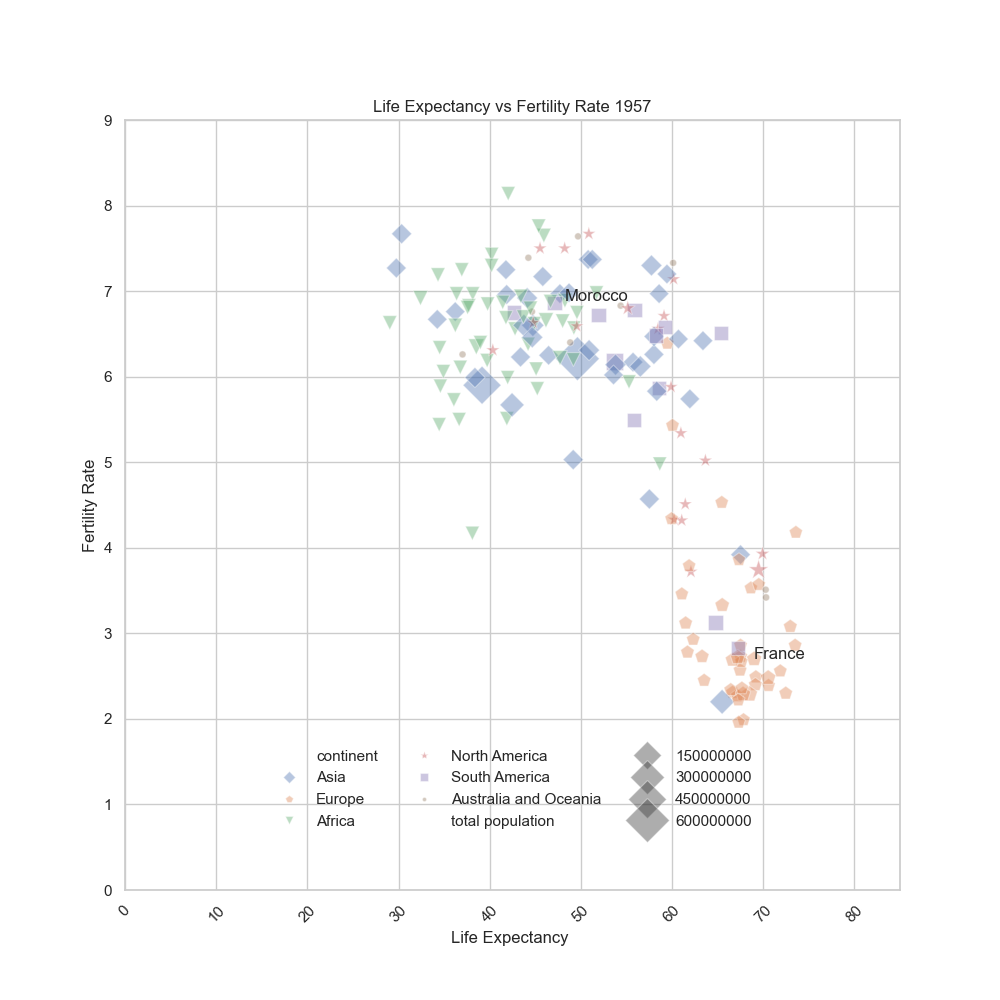 Life Expectancy vs Fertility Rate 1957
9
8
7
6
5
4
3
2
1
0
Fertility Rate
Morocco
France
continent
Asia
Europe
Africa
North America
South America
Australia and Oceania
total population
150000000
300000000
450000000
600000000
0 10 20 30 40 50 60 70 80
Life Expectancy